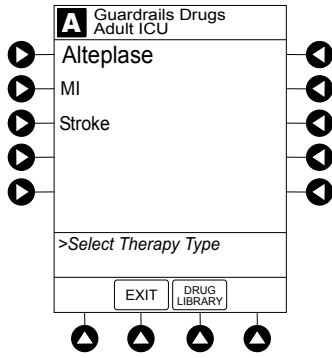 A Guardrails Drugs
Adult ICU
Alteplase
MI
Stroke
>Select Therapy Type
EXIT
DRUG
LIBRARY